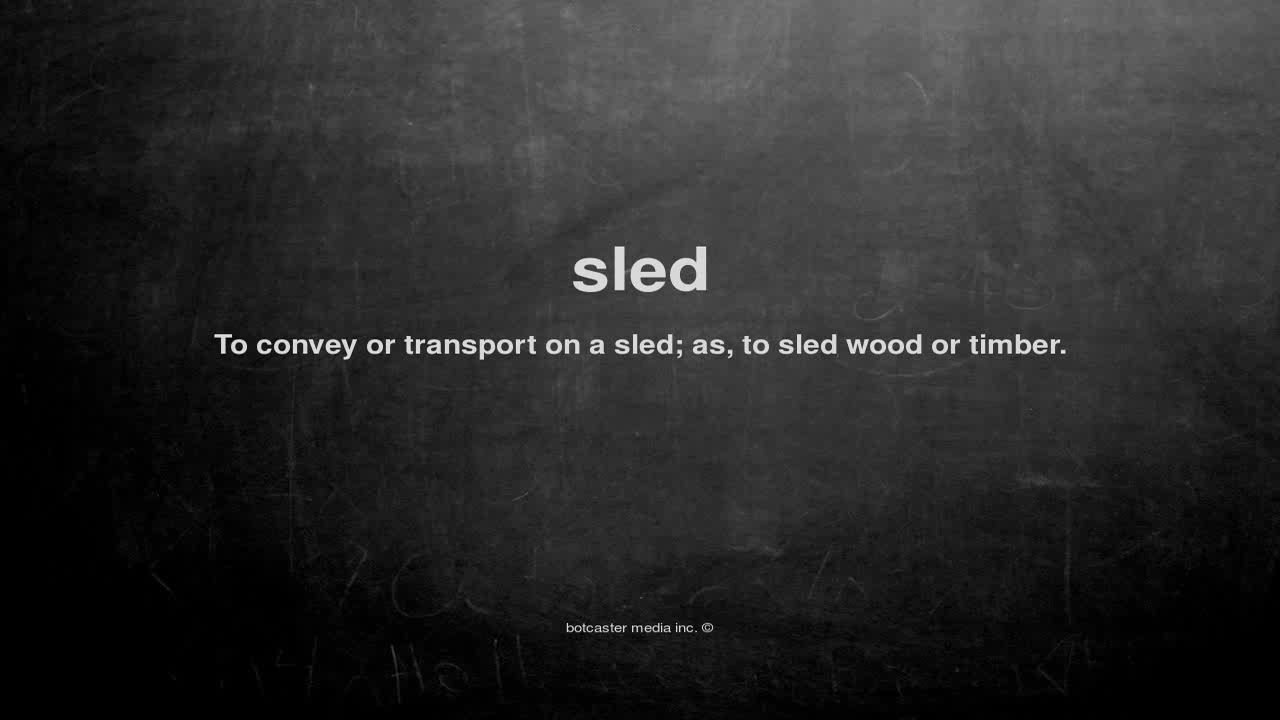 sled
To convey or transport on a sled; as, to sled wood or timber.
botcaster media inc. ©